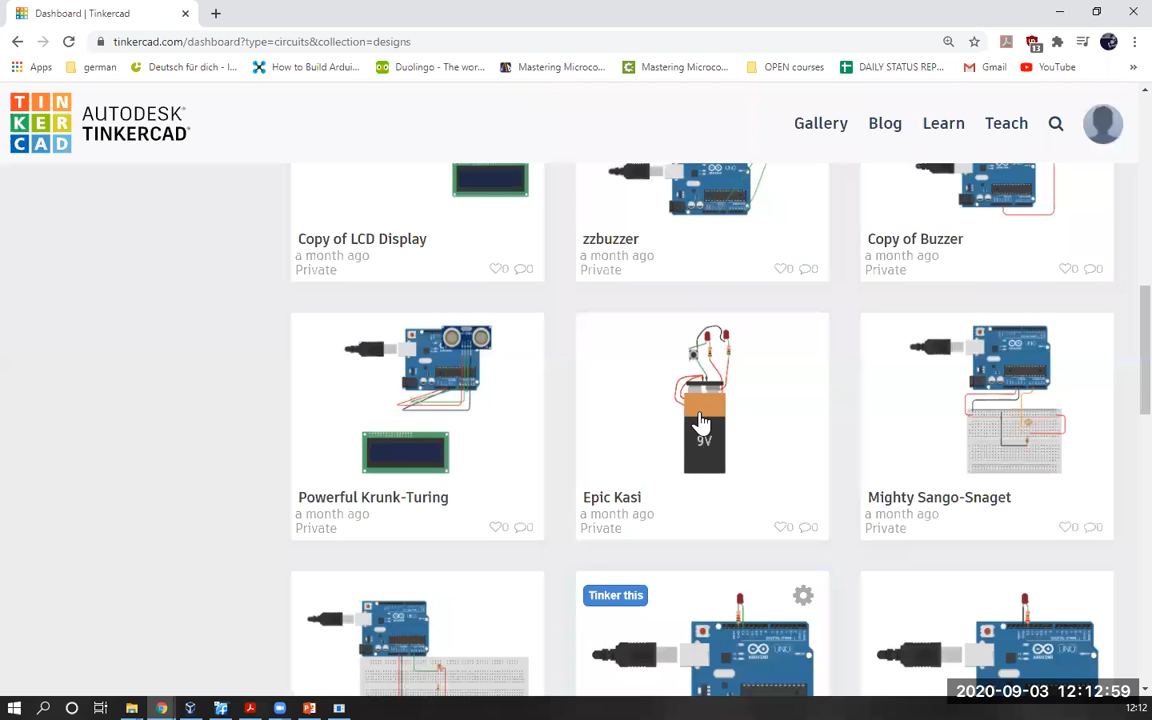 Dashboard | Tinkercad
tinkercad.com/dashboard?type=circuits&collection=designs
13
Apps
german
Deutsch für dich - I...
How to Build Ardui...
Duolingo - The wor...
Mastering Microco...
Mastering Microco...
OPEN courses
DAILY STATUS REP...
Gmail
YouTube
TIN
KER
CAD
AUTODESK®
TINKERCAD®
Gallery
Blog
Learn
Teach
Copy of LCD Display
a month ago
Private
0
0
zzbuzzer
a month ago
Private
0
0
Copy of Buzzer
a month ago
Private
0
0
9V
Powerful Krunk-Turing
a month ago
Private
0
0
Epic Kasi
a month ago
Private
0
0
Mighty Sango-Snaget
a month ago
Private
0
0
Tinker this
2020-09-03 12:12:59
12:12